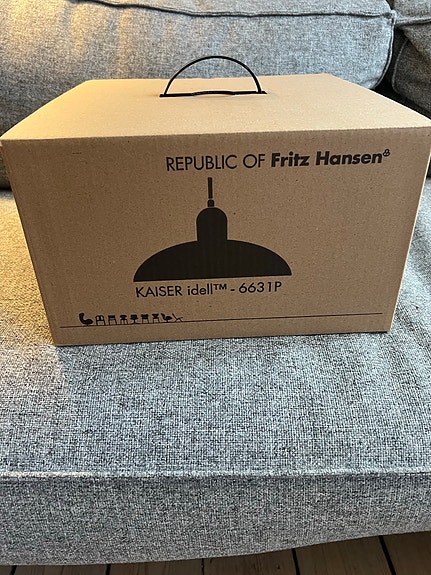 REPUBLIC OF Fritz Hansen
KAISER idell™ - 6631P